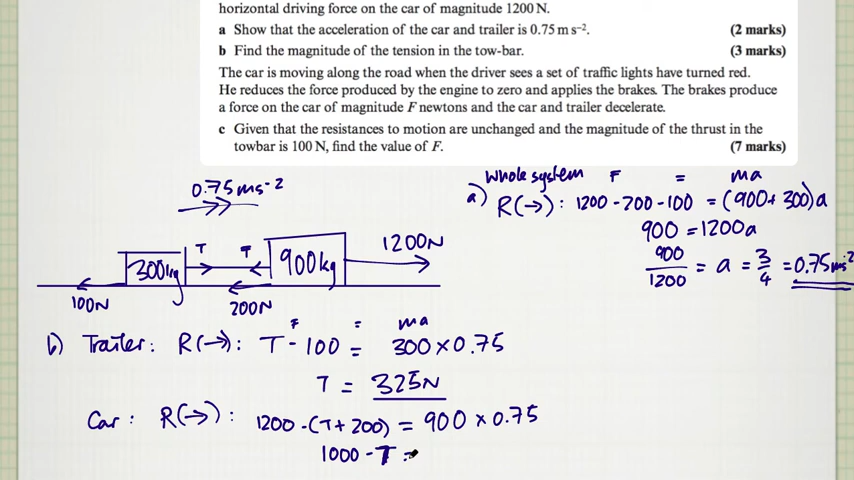 horizontal driving force on the car of magnitude 1200 N.
a Show that the acceleration of the car and trailer is 0.75 m s⁻². (2 marks)
b Find the magnitude of the tension in the tow-bar. (3 marks)
The car is moving along the road when the driver sees a set of traffic lights have turned red.
He reduces the force produced by the engine to zero and applies the brakes. The brakes produce
a force on the car of magnitude F newtons and the car and trailer decelerate.
c Given that the resistances to motion are unchanged and the magnitude of the thrust in the
towbar is 100 N, find the value of F. (7 marks)
Whole system F = ma
a) R(→): 1200 - 200 - 100 = (900 + 300)a
900 = 1200a
900/1200 = a = 3/4 = 0.75ms⁻²
0.75ms⁻²
300kg T T 900kg 1200N
100N 200N
F = ma
b) Trailer: R(→): T - 100 = 300 × 0.75
T = 325N
Car: R(→): 1200 - (T + 200) = 900 × 0.75
1000 - T =